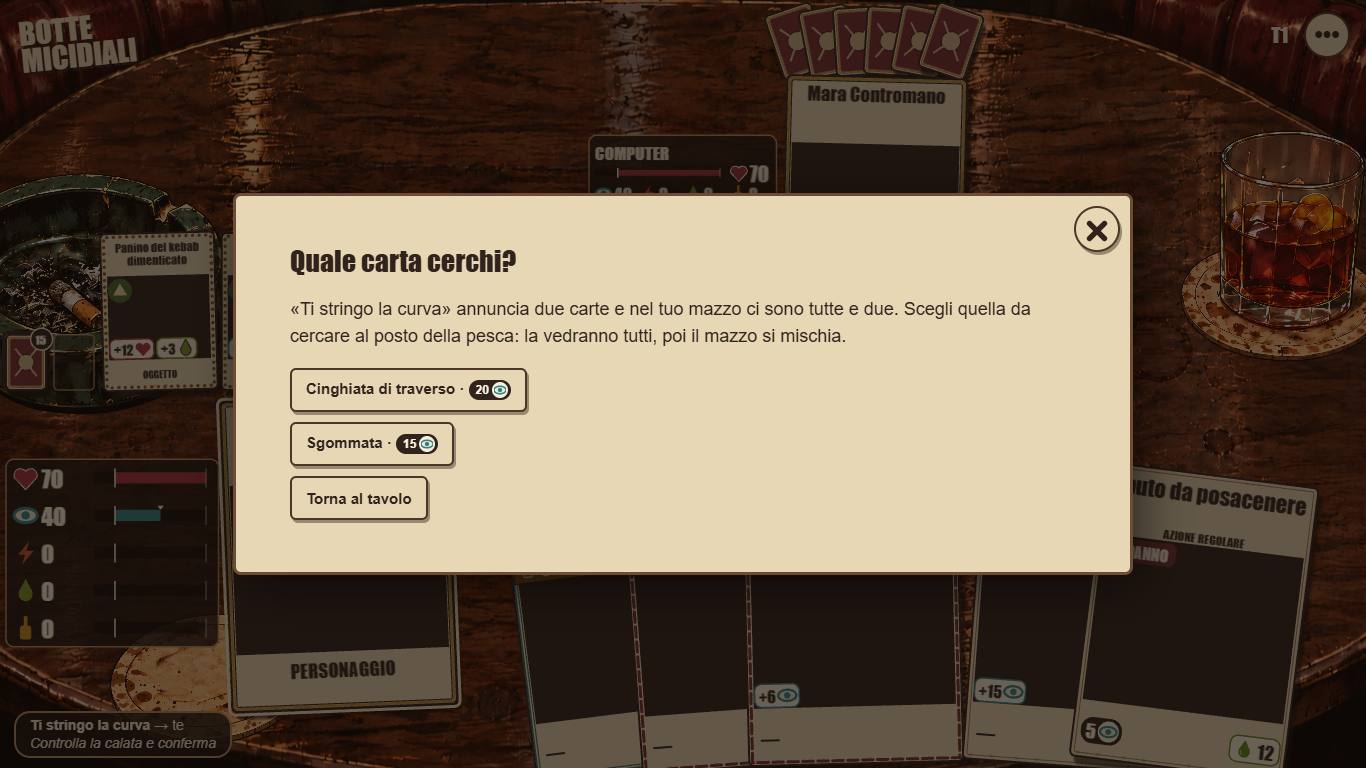 BOTTE
MICIDIALI
T1
Mara Contromano
COMPUTER
70
Panino del kebab
dimenticato
+12
+3
OGGETTO
15
Quale carta cerchi?
«Ti stringo la curva» annuncia due carte e nel tuo mazzo ci sono tutte e due. Scegli quella da
cercare al posto della pesca: la vedranno tutti, poi il mazzo si mischia.
Cinghiata di traverso · 20
Sgommata · 15
Torna al tavolo
70
40
0
0
0
PERSONAGGIO
Ti stringo la curva → te
Controlla la calata e conferma
—
—
+6
—
+15
—
uto da posacenere
AZIONE REGOLARE
ANNO
5
12